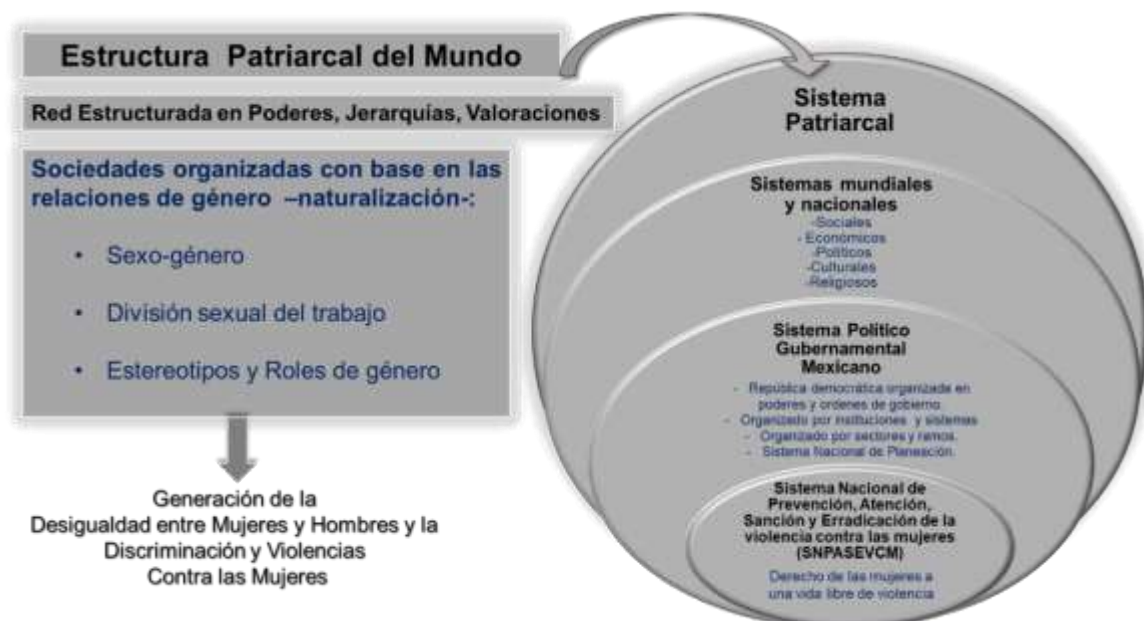 Estructura Patriarcal del Mundo
Red Estructurada en Poderes, Jerarquías, Valoraciones
Sociedades organizadas con base en las
relaciones de género –naturalización-:
• Sexo-género
• División sexual del trabajo
• Estereotipos y Roles de género
Generación de la
Desigualdad entre Mujeres y Hombres y la
Discriminación y Violencias
Contra las Mujeres
Sistema
Patriarcal
Sistemas mundiales
y nacionales
-Sociales
- Económicos
-Políticos
-Culturales
-Religiosos
Sistema Político
Gubernamental
Mexicano
- República democrática organizada en
poderes y ordenes de gobierno.
- Organizado por instituciones y sistemas
- Organizado por sectores y ramos.
- Sistema Nacional de Planeación.
Sistema Nacional de
Prevención, Atención,
Sanción y Erradicación de la
violencia contra las mujeres
(SNPASEVCM)
Derecho de las mujeres a
una vida libre de violencia